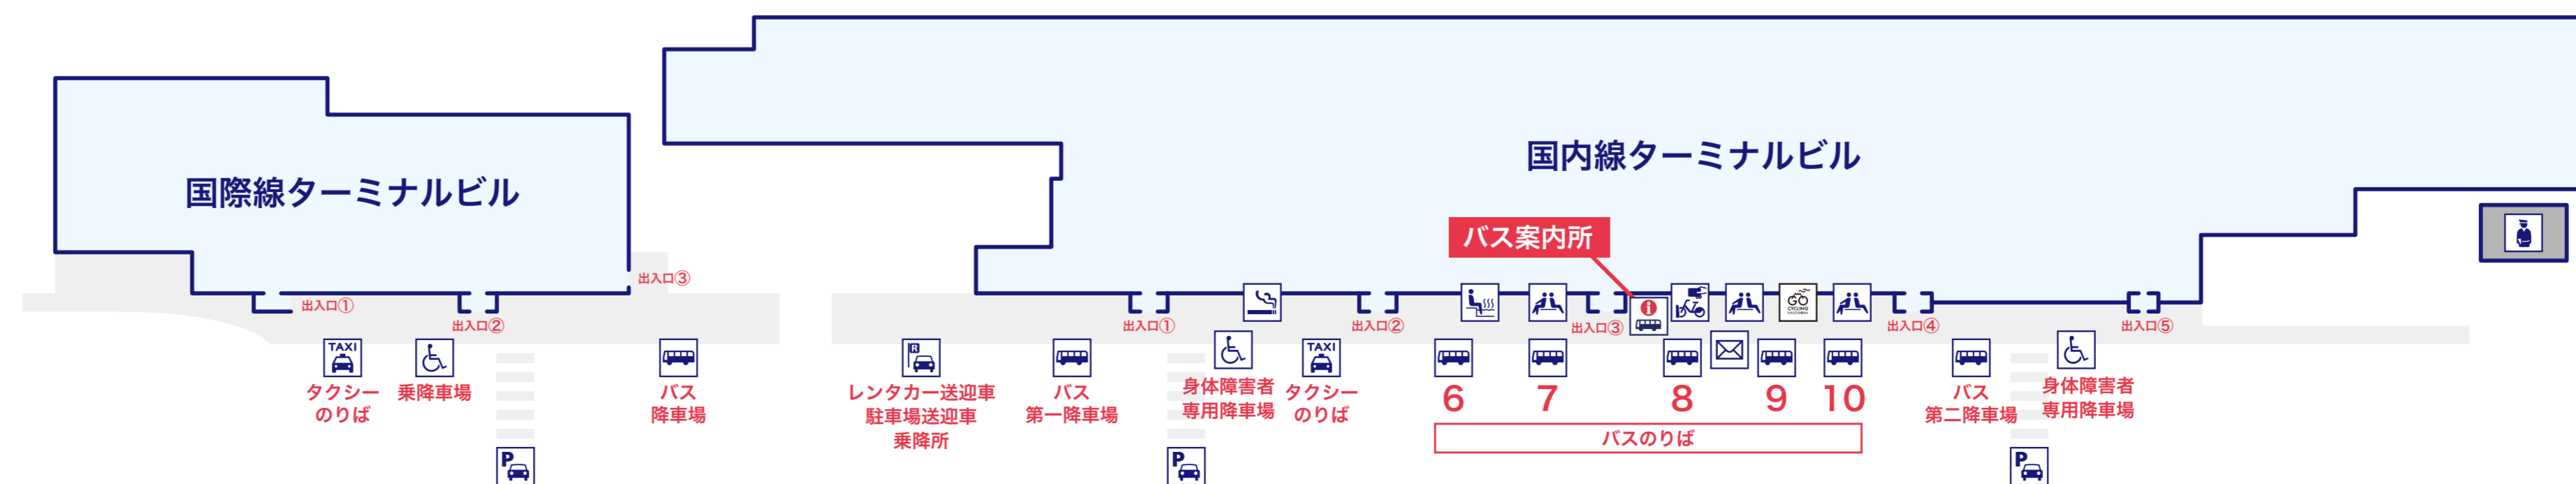 国際線ターミナルビル
国内線ターミナルビル
バス案内所
出入口①
出入口②
出入口③
出入口①
出入口②
出入口③
出入口④
出入口⑤
TAXI
タクシー
のりば
乗降車場
バス
降車場
R
レンタカー送迎車
駐車場送迎車
乗降所
バス
第一降車場
身体障害者
専用降車場
TAXI
タクシー
のりば
6
7
8
9
10
バスのりば
バス
第二降車場
身体障害者
専用降車場
P
P
P
i
GO
CYCLING